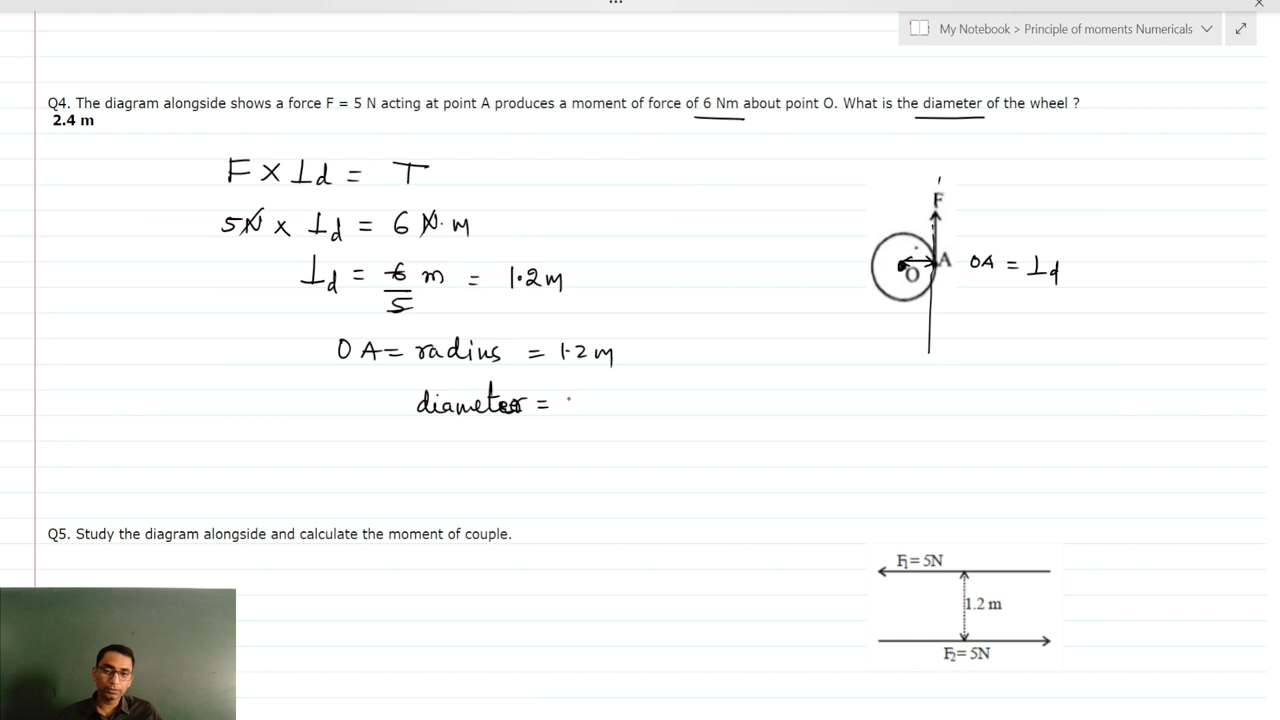 My Notebook > Principle of moments Numericals
Q4. The diagram alongside shows a force F = 5 N acting at point A produces a moment of force of 6 Nm about point O. What is the diameter of the wheel ?
2.4 m
F × ⊥d = T
5N × ⊥d = 6 N·m
⊥d = 6/5 m = 1.2m
OA = radius = 1.2 m
diameter =
F
A
O
OA = ⊥d
Q5. Study the diagram alongside and calculate the moment of couple.
F₁= 5N
1.2 m
F₂= 5N